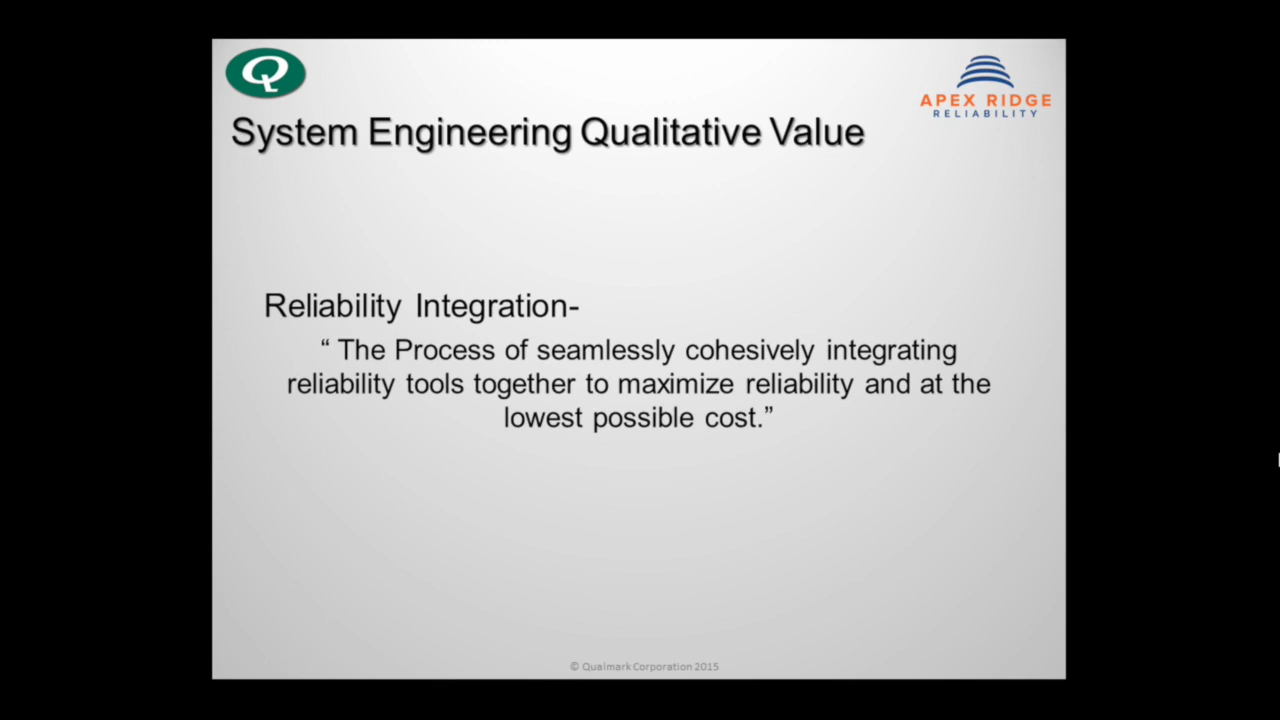 Q
APEX RIDGE
RELIABILITY
System Engineering Qualitative Value
Reliability Integration-
“ The Process of seamlessly cohesively integrating
reliability tools together to maximize reliability and at the
lowest possible cost.”
© Qualmark Corporation 2015